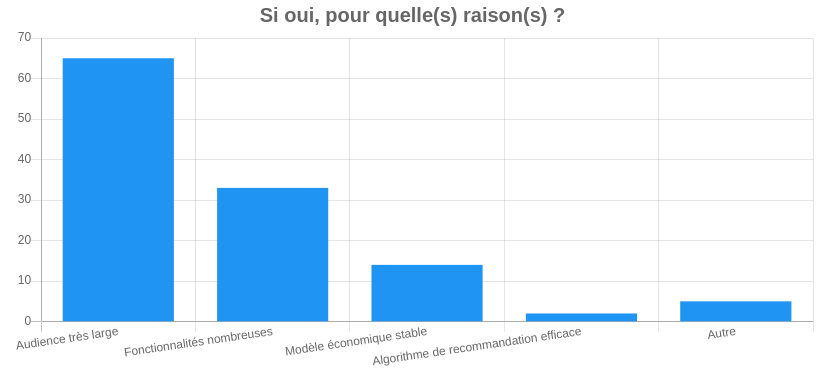 Si oui, pour quelle(s) raison(s) ?
70
60
50
40
30
20
10
0
Audience très large
Fonctionnalités nombreuses
Modèle économique stable
Algorithme de recommandation efficace
Autre